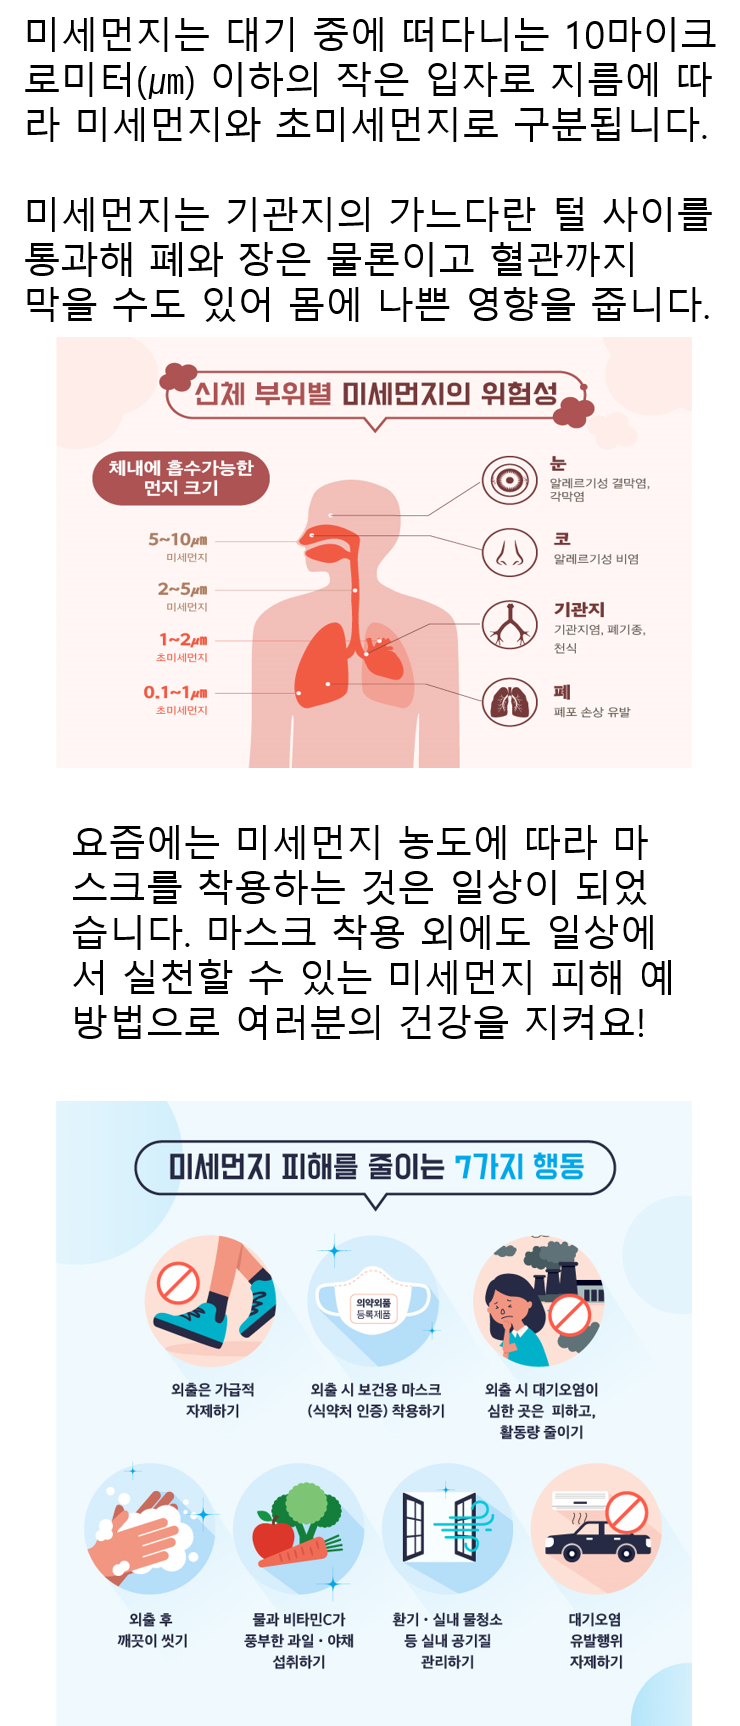 미세먼지는 대기 중에 떠다니는 10마이크
로미터(㎛) 이하의 작은 입자로 지름에 따
라 미세먼지와 초미세먼지로 구분됩니다.
미세먼지는 기관지의 가느다란 털 사이를
통과해 폐와 장은 물론이고 혈관까지
막을 수도 있어 몸에 나쁜 영향을 줍니다.
신체 부위별 미세먼지의 위험성
체내에 흡수가능한
먼지 크기
5~10㎛
미세먼지
2~5㎛
미세먼지
1~2㎛
초미세먼지
0.1~1㎛
초미세먼지
눈
알레르기성 결막염,
각막염
코
알레르기성 비염
기관지
기관지염, 폐기종,
천식
폐
폐포 손상 유발
요즘에는 미세먼지 농도에 따라 마
스크를 착용하는 것은 일상이 되었
습니다. 마스크 착용 외에도 일상에
서 실천할 수 있는 미세먼지 피해 예
방법으로 여러분의 건강을 지켜요!
미세먼지 피해를 줄이는 7가지 행동
의약외품
등록제품
외출은 가급적
자제하기
외출 시 보건용 마스크
(식약처 인증) 착용하기
외출 시 대기오염이
심한 곳은 피하고,
활동량 줄이기
외출 후
깨끗이 씻기
물과 비타민C가
풍부한 과일・야채
섭취하기
환기・실내 물청소
등 실내 공기질
관리하기
대기오염
유발행위
자제하기